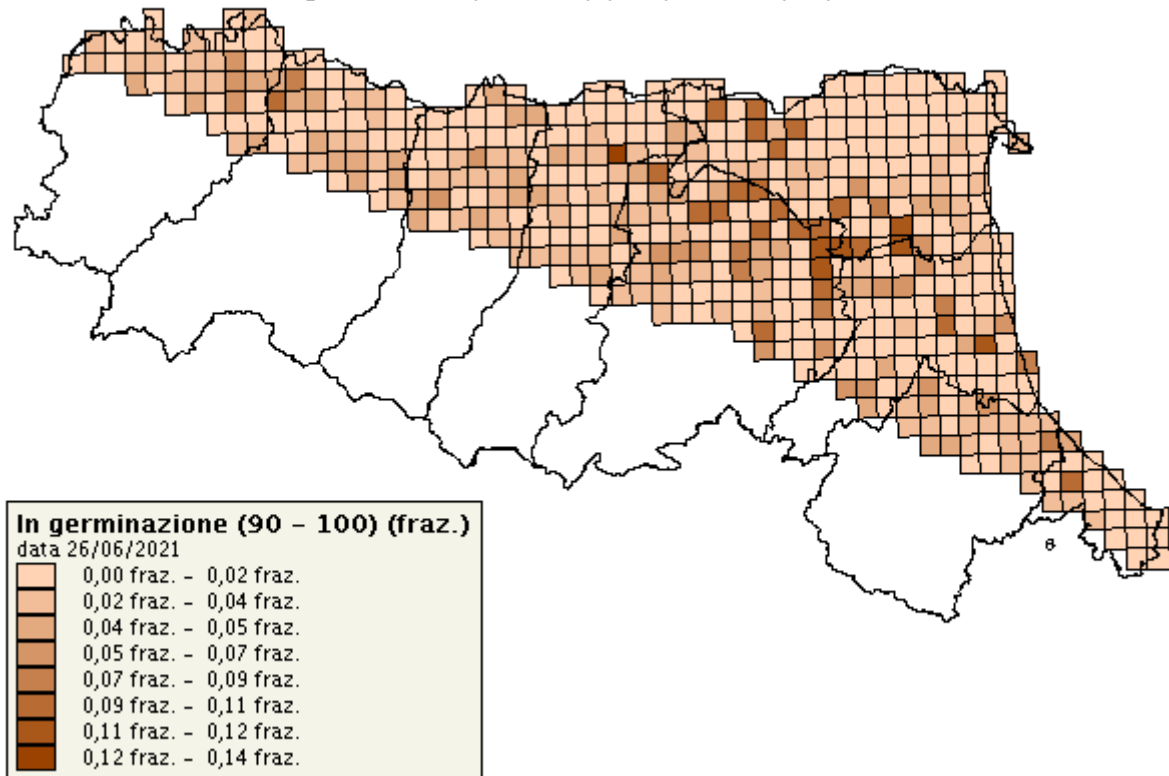 In germinazione (90 – 100) (fraz.)
data 26/06/2021
0,00 fraz. – 0,02 fraz.
0,02 fraz. – 0,04 fraz.
0,04 fraz. – 0,05 fraz.
0,05 fraz. – 0,07 fraz.
0,07 fraz. – 0,09 fraz.
0,09 fraz. – 0,11 fraz.
0,11 fraz. – 0,12 fraz.
0,12 fraz. – 0,14 fraz.